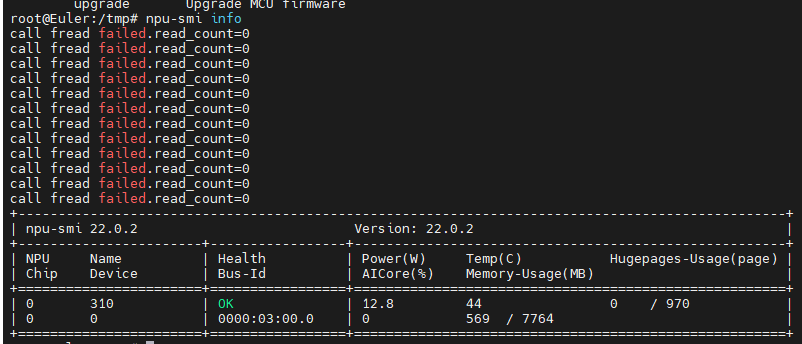 upgrade Upgrade MCU firmware
root@Euler:/tmp# npu-smi info
call fread failed.read_count=0
call fread failed.read_count=0
call fread failed.read_count=0
call fread failed.read_count=0
call fread failed.read_count=0
call fread failed.read_count=0
call fread failed.read_count=0
call fread failed.read_count=0
call fread failed.read_count=0
call fread failed.read_count=0
call fread failed.read_count=0
call fread failed.read_count=0
| npu-smi 22.0.2 Version: 22.0.2 |
| NPU Name | Health | Power(W) Temp(C) Hugepages-Usage(page) |
| Chip Device | Bus-Id | AICore(%) Memory-Usage(MB) |
| 0 310 | OK | 12.8 44 0 / 970 |
| 0 0 | 0000:03:00.0 | 0 569 / 7764 |